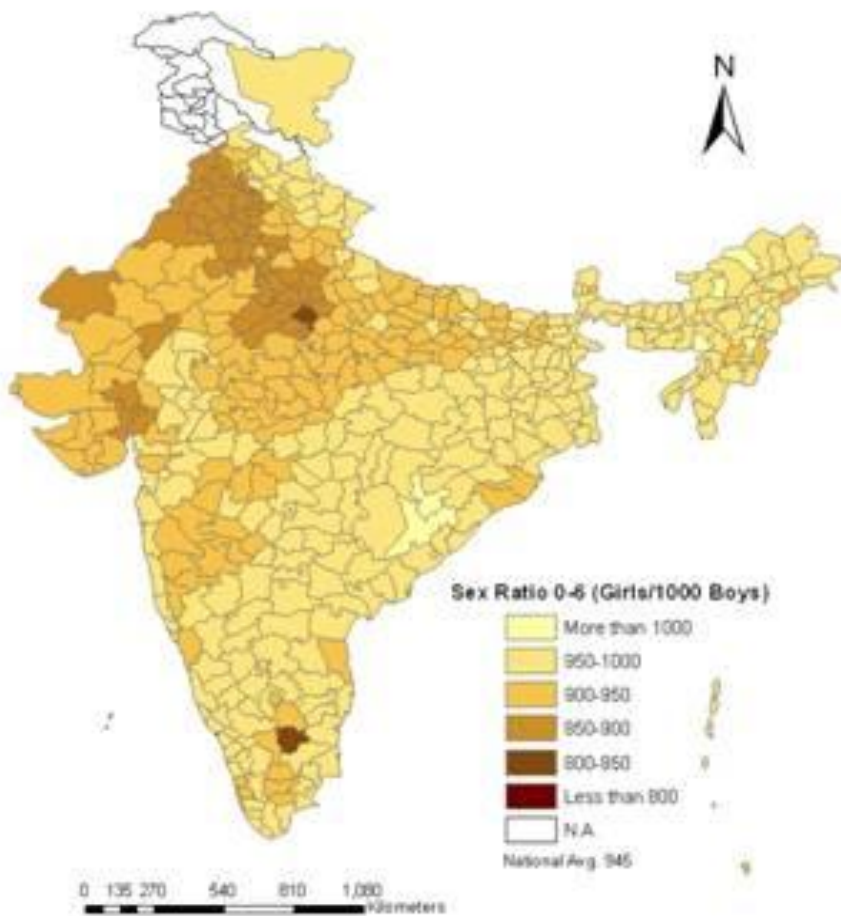 N
Sex Ratio 0-6 (Girls/1000 Boys)
More than 1000
950-1000
900-950
850-900
800-850
Less than 800
N.A
National Avg. 945
0 135 270 540 810 1,080
Kilometers